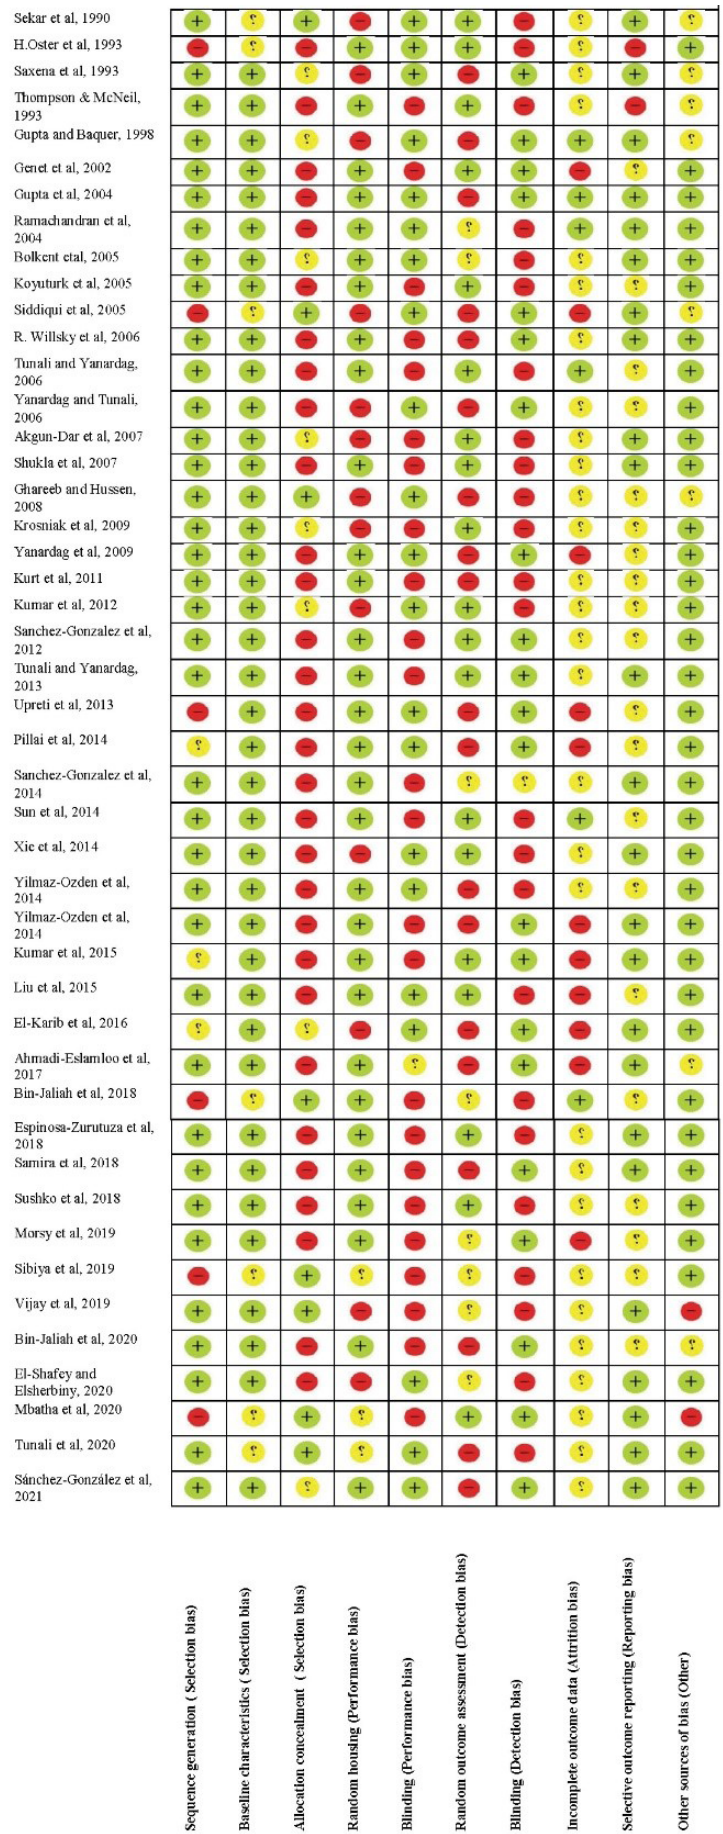 Sekar et al, 1990
H.Oster et al, 1993
Saxena et al, 1993
Thompson & McNeil,
1993
Gupta and Baquer, 1998
Genet et al, 2002
Gupta et al, 2004
Ramachandran et al,
2004
Bolkent etal, 2005
Koyuturk et al, 2005
Siddiqui et al, 2005
R. Willsky et al, 2006
Tunali and Yanardag,
2006
Yanardag and Tunali,
2006
Akgun-Dar et al, 2007
Shukla et al, 2007
Ghareeb and Hussen,
2008
Krosniak et al, 2009
Yanardag et al, 2009
Kurt et al, 2011
Kumar et al, 2012
Sanchez-Gonzalez et al,
2012
Tunali and Yanardag,
2013
Upreti et al, 2013
Pillai et al, 2014
Sanchez-Gonzalez et al,
2014
Sun et al, 2014
Xie et al, 2014
Yilmaz-Ozden et al,
2014
Yilmaz-Ozden et al,
2014
Kumar et al, 2015
Liu et al, 2015
El-Karib et al, 2016
Ahmadi-Eslamloo et al,
2017
Bin-Jaliah et al, 2018
Espinosa-Zurutuza et al,
2018
Samira et al, 2018
Sushko et al, 2018
Morsy et al, 2019
Sibiya et al, 2019
Vijay et al, 2019
Bin-Jaliah et al, 2020
El-Shafey and
Elsherbiny, 2020
Mbatha et al, 2020
Tunali et al, 2020
Sánchez-González et al,
2021
Sequence generation ( Selection bias)
Baseline characteristics ( Selection bias)
Allocation concealment ( Selection bias)
Random housing (Performance bias)
Blinding (Performance bias)
Random outcome assessment (Detection bias)
Blinding (Detection bias)
Incomplete outcome data (Attrition bias)
Selective outcome reporting (Reporting bias)
Other sources of bias (Other)